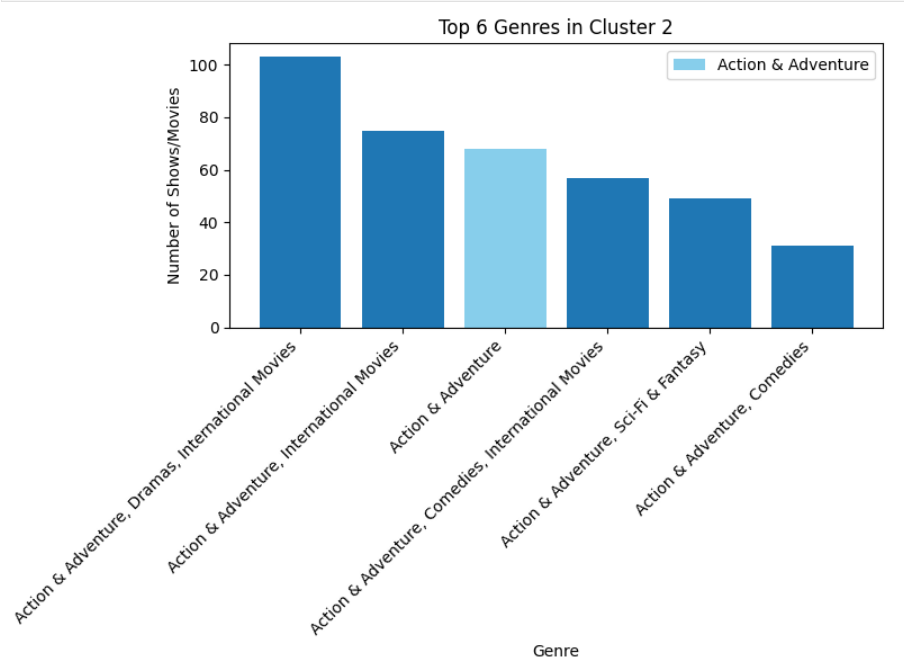 Top 6 Genres in Cluster 2
Action & Adventure
Number of Shows/Movies
100
80
60
40
20
0
Action & Adventure, Dramas, International Movies
Action & Adventure, International Movies
Action & Adventure
Action & Adventure, Comedies, International Movies
Action & Adventure, Sci-Fi & Fantasy
Action & Adventure, Comedies
Genre